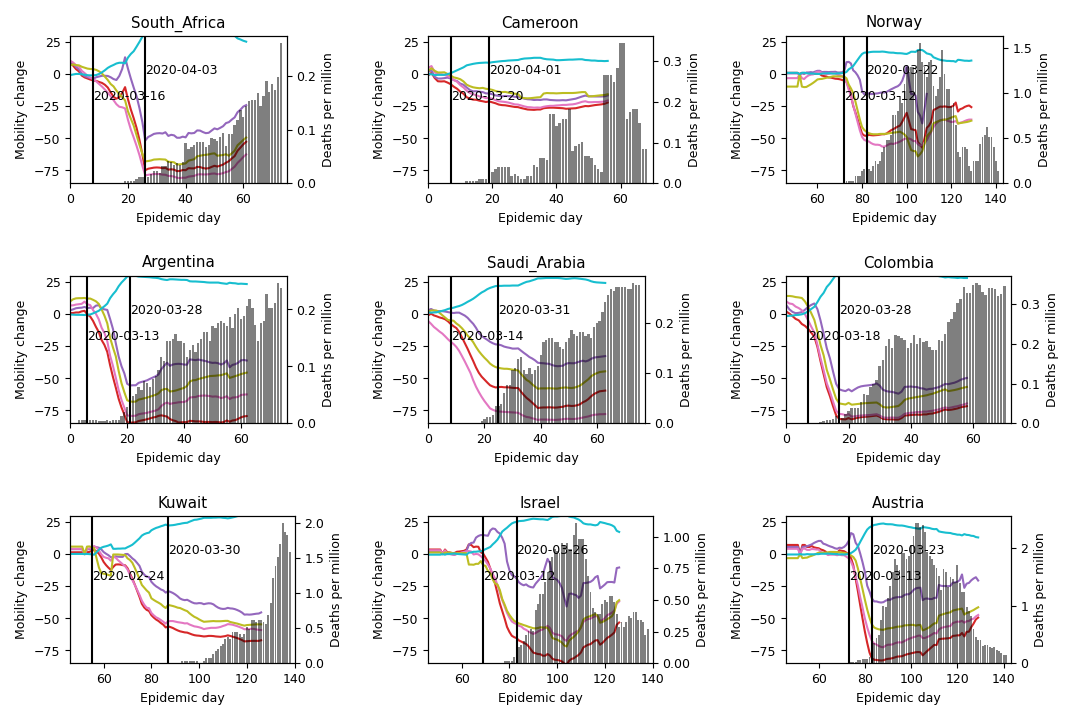 South_Africa
Cameroon
Norway
25
0
−25
−50
−75
Mobility change
2020-04-03
2020-03-16
0.2
0.1
0.0
Deaths per million
0 20 40 60
Epidemic day
25
0
−25
−50
−75
Mobility change
2020-04-01
2020-03-20
0.3
0.2
0.1
0.0
Deaths per million
0 20 40 60
Epidemic day
25
0
−25
−50
−75
Mobility change
2020-03-22
2020-03-12
1.5
1.0
0.5
0.0
Deaths per million
60 80 100 120 140
Epidemic day
Argentina
Saudi_Arabia
Colombia
25
0
−25
−50
−75
Mobility change
2020-03-28
2020-03-13
0.2
0.1
0.0
Deaths per million
0 20 40 60
Epidemic day
25
0
−25
−50
−75
Mobility change
2020-03-31
2020-03-14
0.2
0.1
0.0
Deaths per million
0 20 40 60
Epidemic day
25
0
−25
−50
−75
Mobility change
2020-03-28
2020-03-18
0.3
0.2
0.1
0.0
Deaths per million
0 20 40 60
Epidemic day
Kuwait
Israel
Austria
25
0
−25
−50
−75
Mobility change
2020-03-30
2020-02-24
2.0
1.5
1.0
0.5
0.0
Deaths per million
60 80 100 120 140
Epidemic day
25
0
−25
−50
−75
Mobility change
2020-03-26
2020-03-12
1.00
0.75
0.50
0.25
0.00
Deaths per million
60 80 100 120 140
Epidemic day
25
0
−25
−50
−75
Mobility change
2020-03-23
2020-03-13
2
1
0
Deaths per million
60 80 100 120 140
Epidemic day